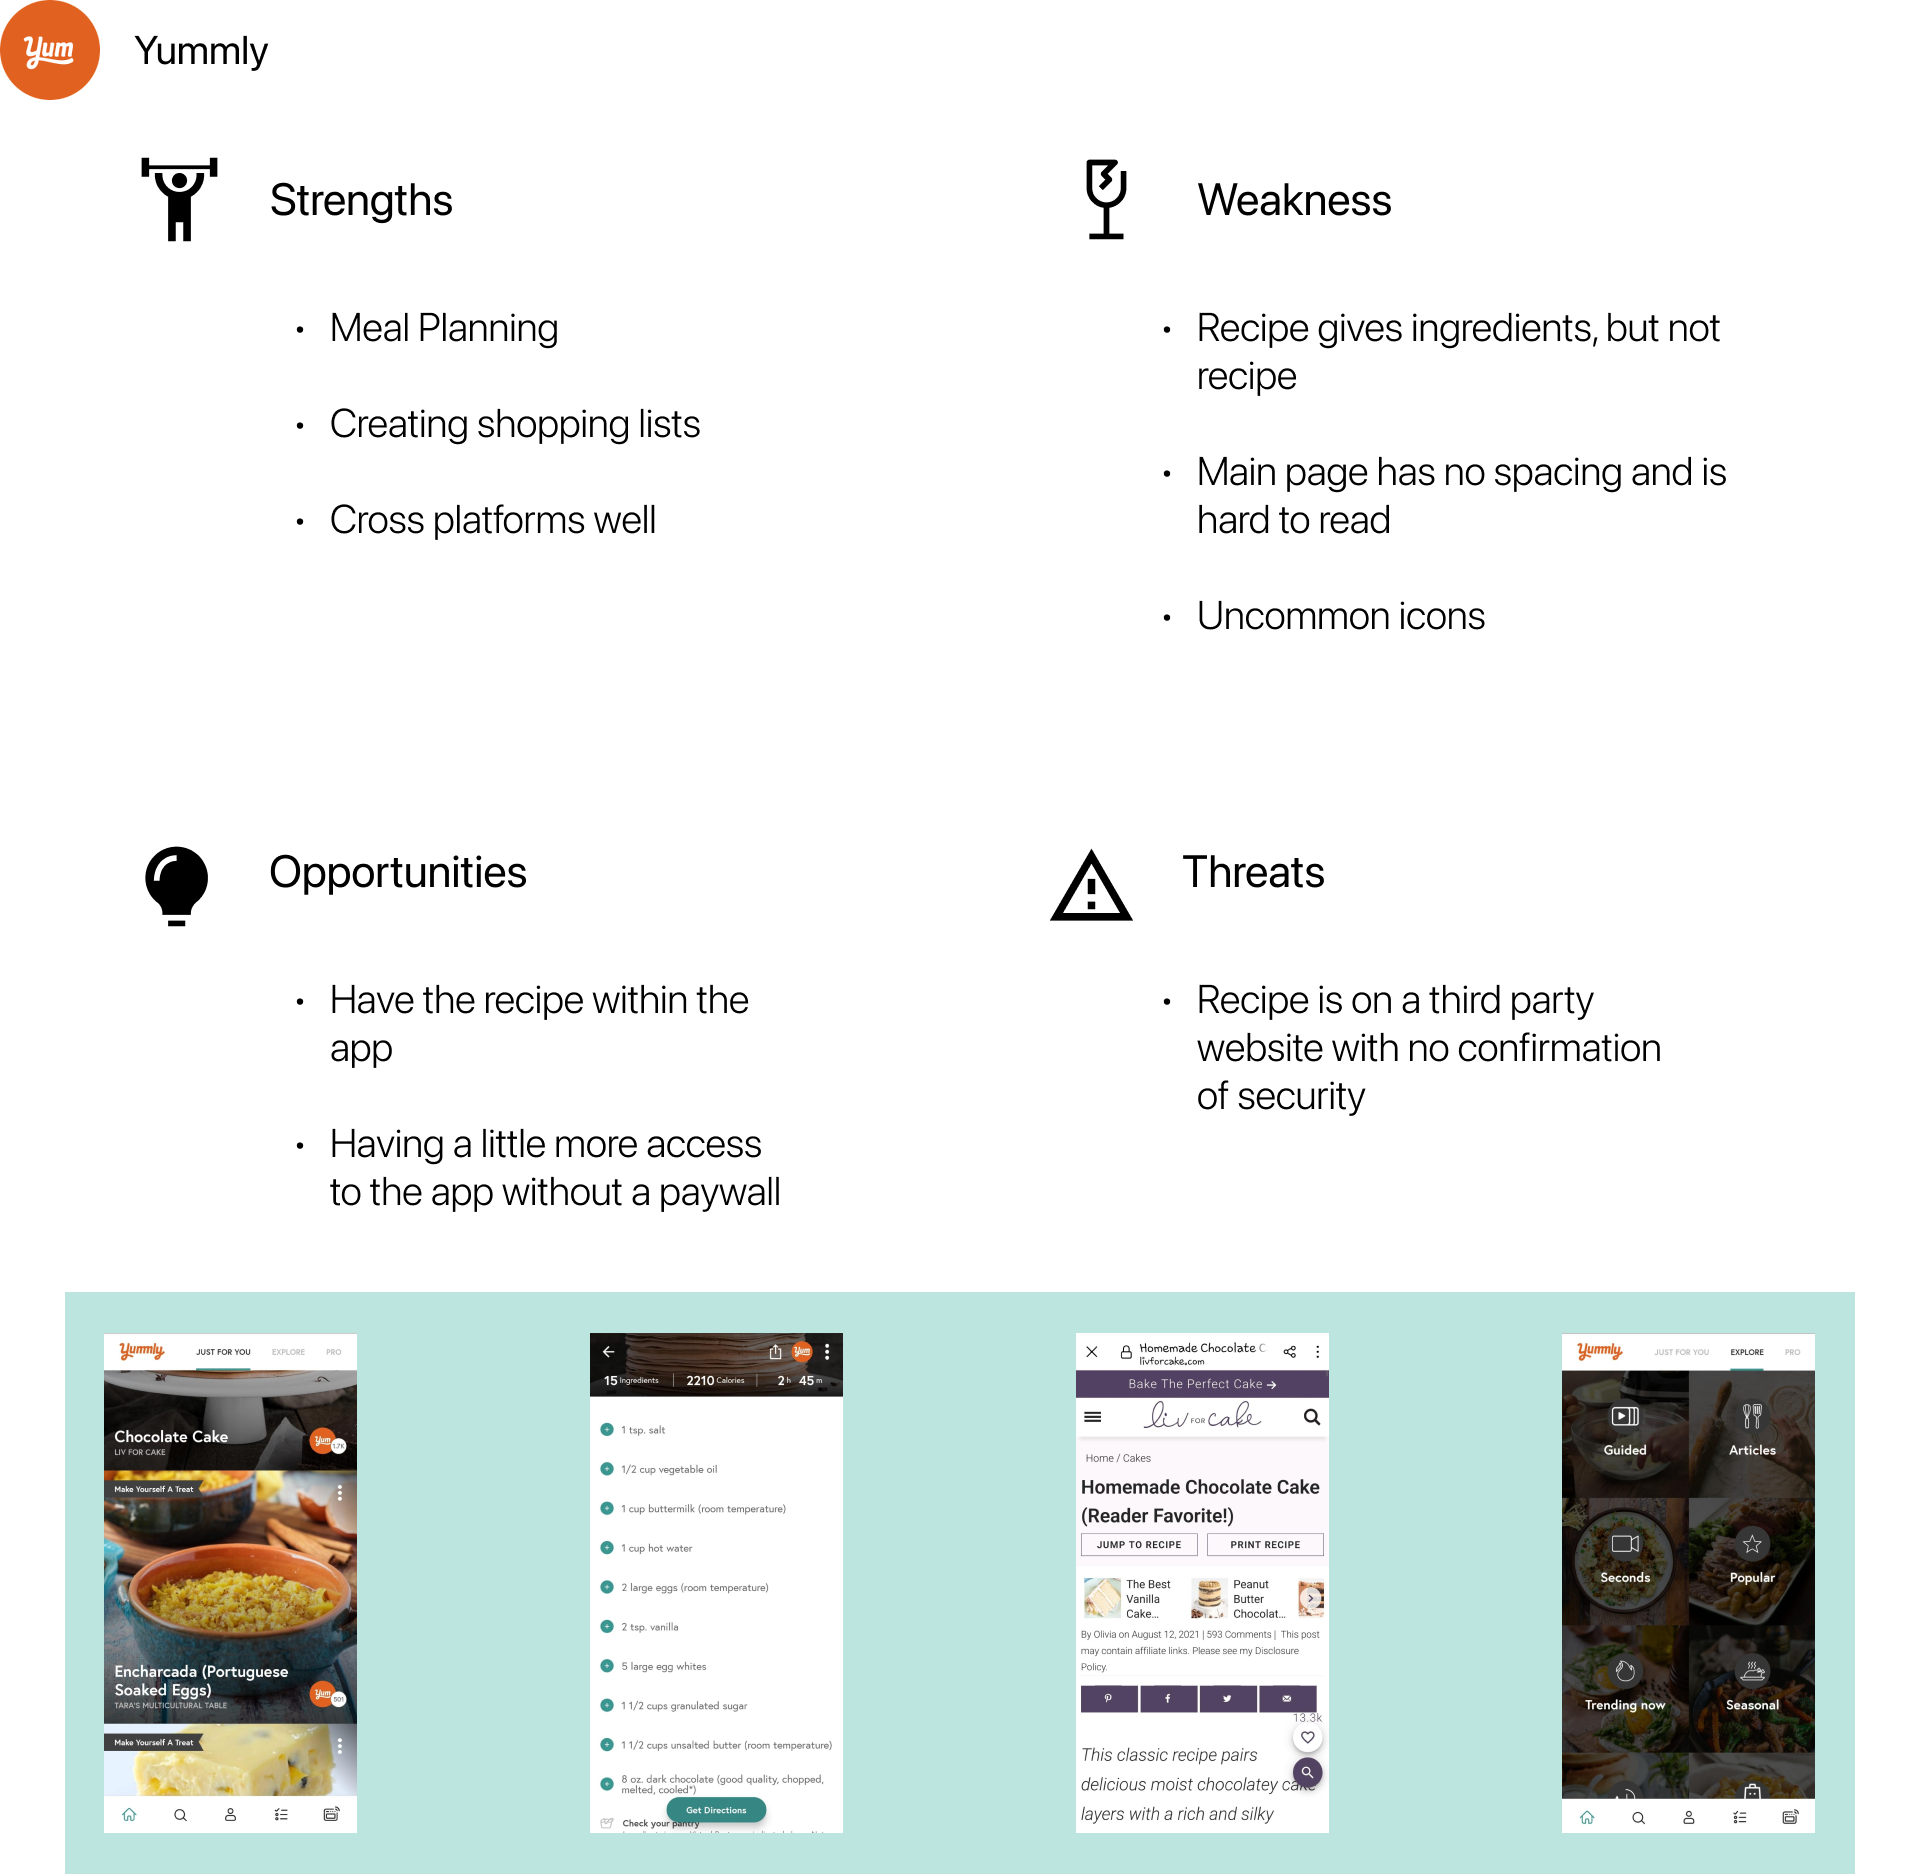 Yum
Yummly
Strengths
• Meal Planning
• Creating shopping lists
• Cross platforms well
Weakness
• Recipe gives ingredients, but not
recipe
• Main page has no spacing and is
hard to read
• Uncommon icons
Opportunities
• Have the recipe within the
app
• Having a little more access
to the app without a paywall
Threats
• Recipe is on a third party
website with no confirmation
of security
Yummly JUST FOR YOU EXPLORE PRO
Chocolate Cake
LIV FOR CAKE
Yum 1.7K
Make Yourself A Treat
Encharcada (Portuguese
Soaked Eggs)
TARA'S MULTICULTURAL TABLE
Yum 501
Make Yourself A Treat
Yum
15 Ingredients | 2210 Calories | 2 h 45 m
1 tsp. salt
1/2 cup vegetable oil
1 cup buttermilk (room temperature)
1 cup hot water
2 large eggs (room temperature)
2 tsp. vanilla
5 large egg whites
1 1/2 cups granulated sugar
1 1/2 cups unsalted butter (room temperature)
8 oz. dark chocolate (good quality, chopped,
melted, cooled*)
Get Directions
Check your pantry
Homemade Chocolate C
livforcake.com
Bake The Perfect Cake →
liv FOR cake
Home / Cakes
Homemade Chocolate Cake
(Reader Favorite!)
JUMP TO RECIPE PRINT RECIPE
The Best
Vanilla
Cake...
Peanut
Butter
Chocolat...
By Olivia on August 12, 2021 | 593 Comments | This post
may contain affiliate links. Please see my Disclosure
Policy.
13.3k
This classic recipe pairs
delicious moist chocolatey cake
layers with a rich and silky
Yummly JUST FOR YOU EXPLORE PRO
Guided Articles
Seconds Popular
Trending now Seasonal